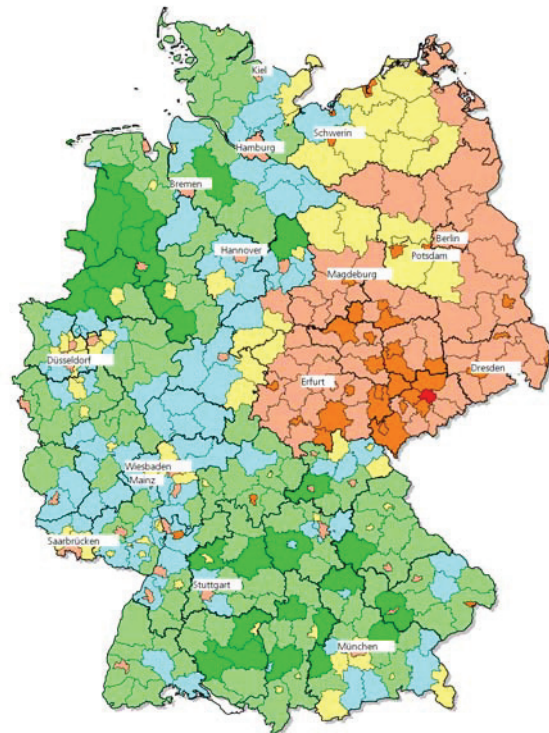 Kiel
Schwerin
Hamburg
Bremen
Hannover
Berlin
Potsdam
Magdeburg
Düsseldorf
Erfurt
Dresden
Wiesbaden
Mainz
Saarbrücken
Stuttgart
München